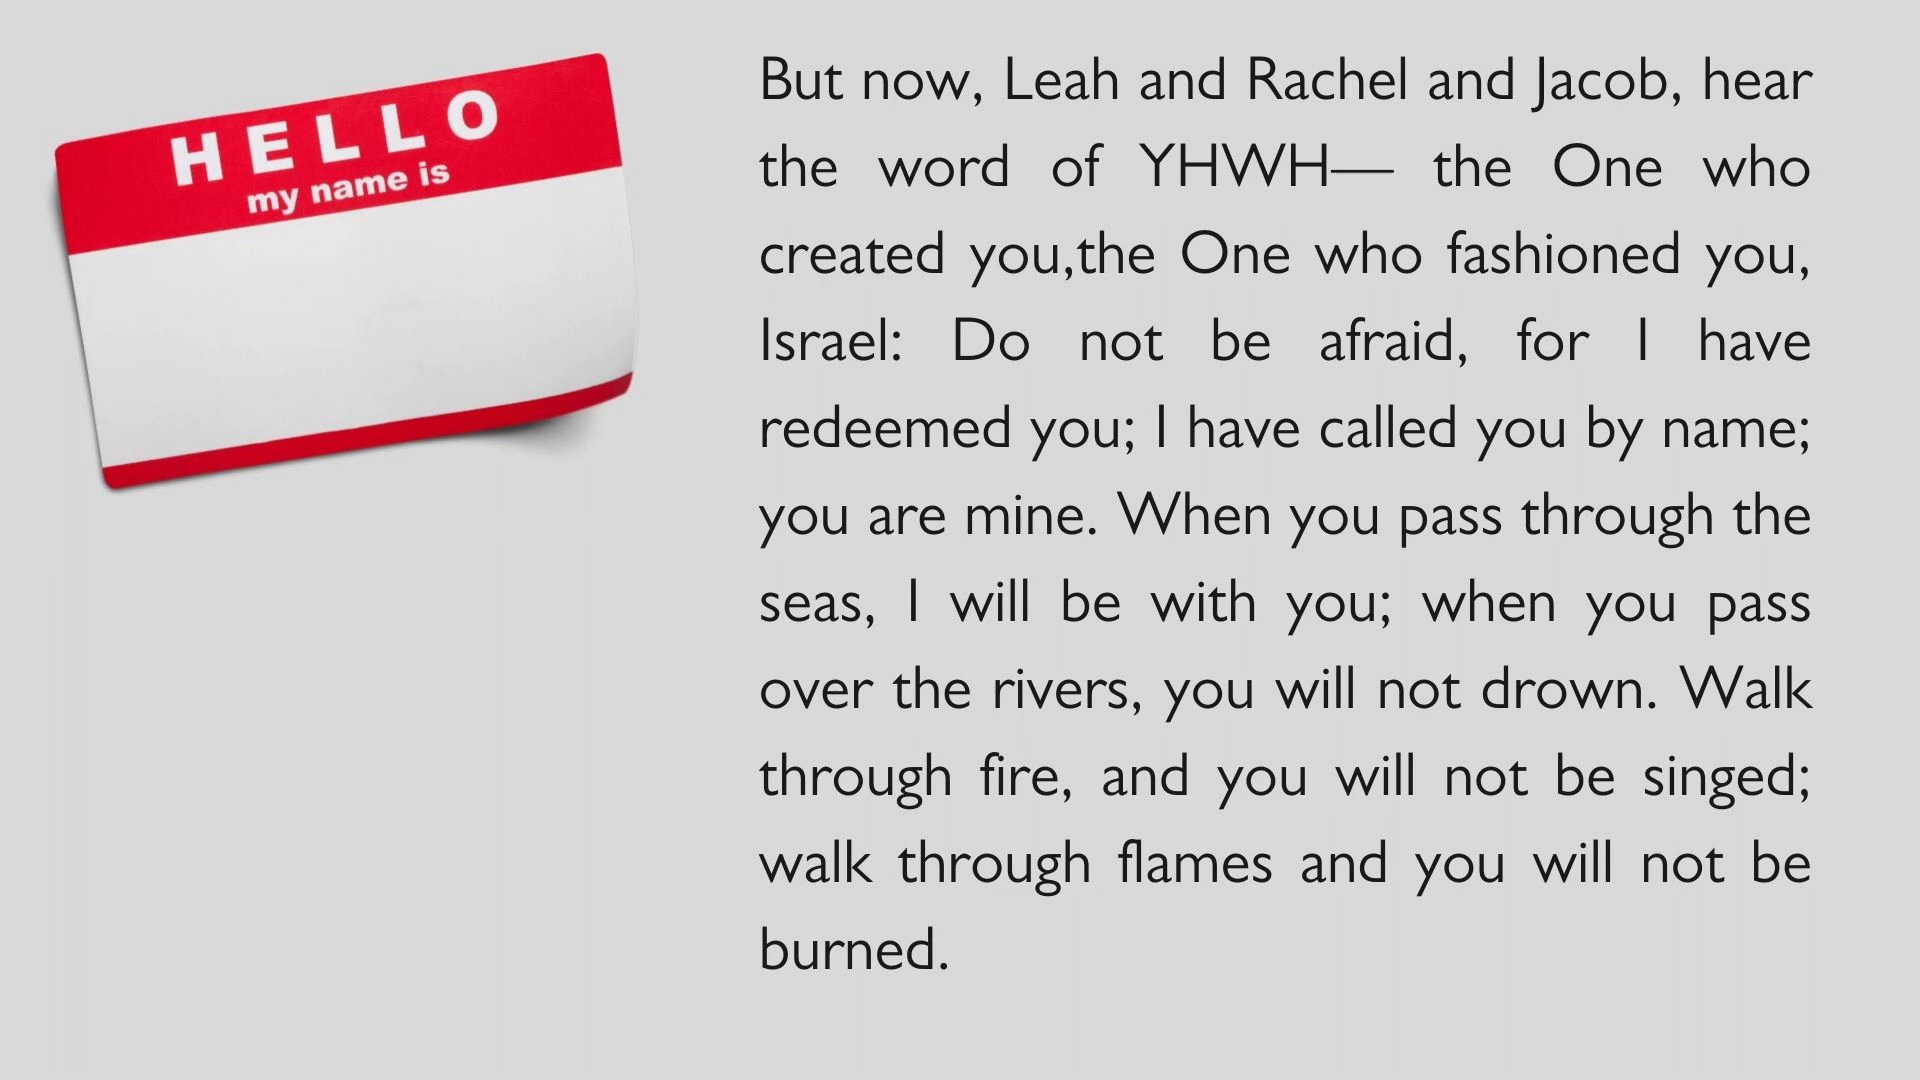 HELLO
my name is
But now, Leah and Rachel and Jacob, hear
the word of YHWH— the One who
created you,the One who fashioned you,
Israel: Do not be afraid, for I have
redeemed you; I have called you by name;
you are mine. When you pass through the
seas, I will be with you; when you pass
over the rivers, you will not drown. Walk
through fire, and you will not be singed;
walk through flames and you will not be
burned.